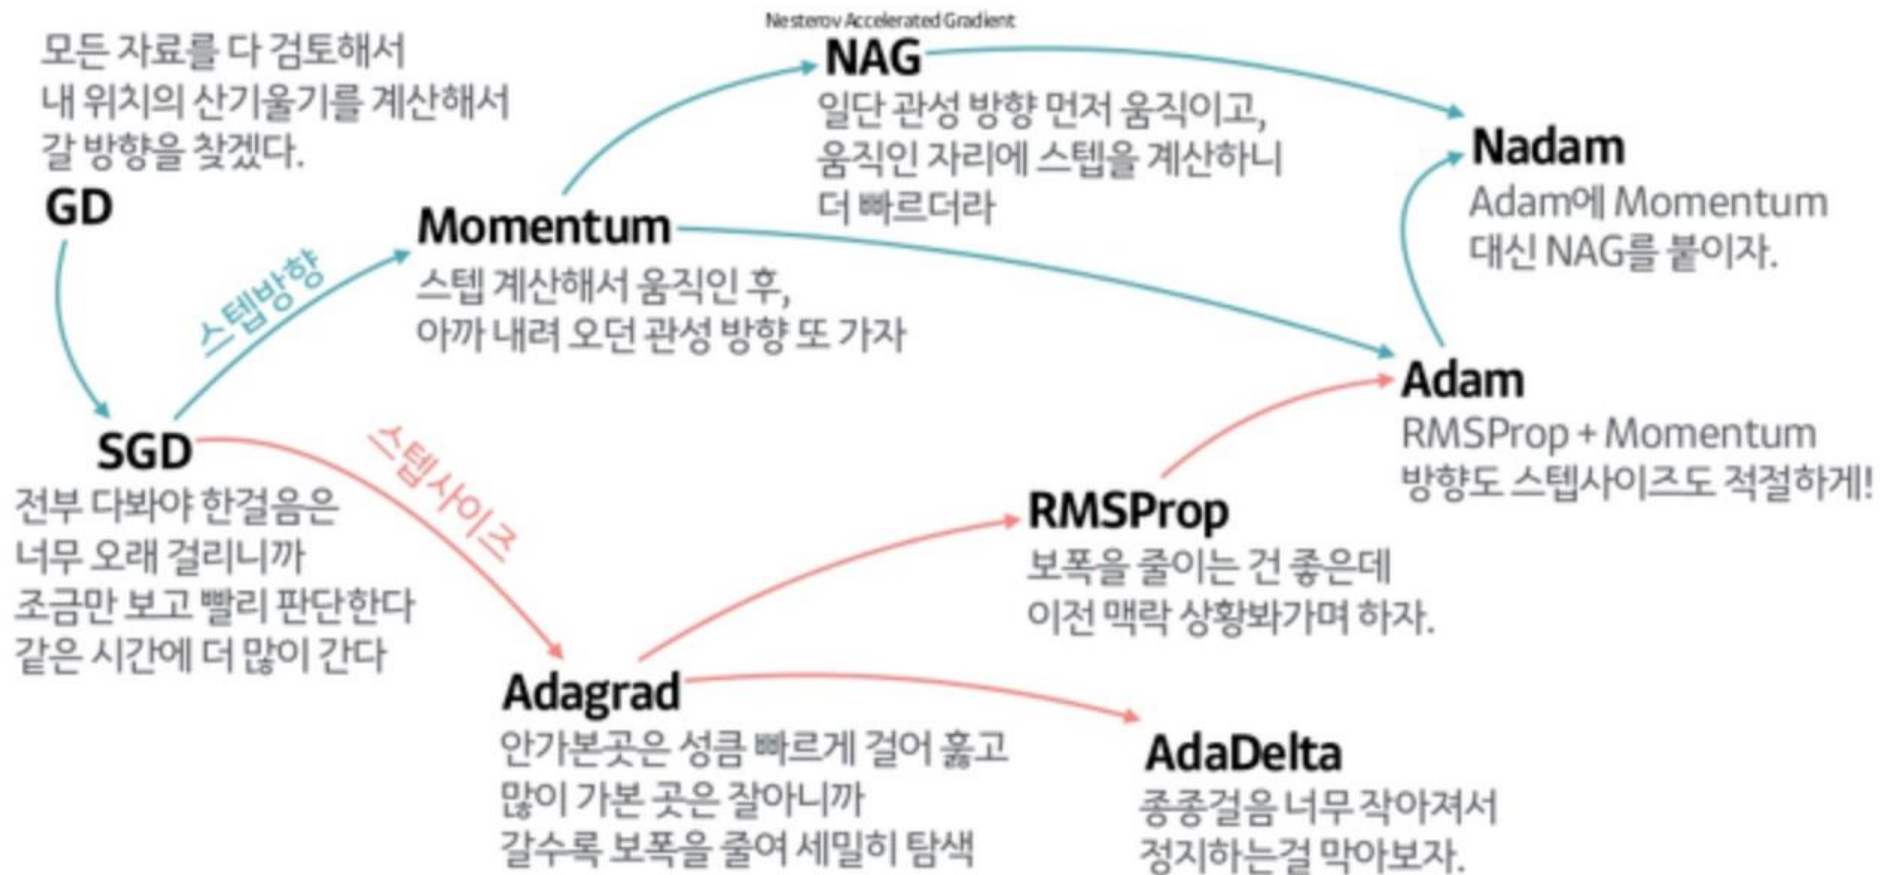 모든 자료를 다 검토해서
내 위치의 산기울기를 계산해서
갈 방향을 찾겠다.
GD
스텝방향
SGD
전부 다봐야 한걸음은
너무 오래 걸리니까
조금만 보고 빨리 판단한다
같은 시간에 더 많이 간다
스텝사이즈
Momentum
스텝 계산해서 움직인 후,
아까 내려 오던 관성 방향 또 가자
Nesterov Accelerated Gradient
NAG
일단 관성 방향 먼저 움직이고,
움직인 자리에 스텝을 계산하니
더 빠르더라
Nadam
Adam에 Momentum
대신 NAG를 붙이자.
Adam
RMSProp + Momentum
방향도 스텝사이즈도 적절하게!
RMSProp
보폭을 줄이는 건 좋은데
이전 맥락 상황봐가며 하자.
Adagrad
안가본곳은 성큼 빠르게 걸어 훑고
많이 가본 곳은 잘아니까
갈수록 보폭을 줄여 세밀히 탐색
AdaDelta
종종걸음 너무 작아져서
정지하는걸 막아보자.